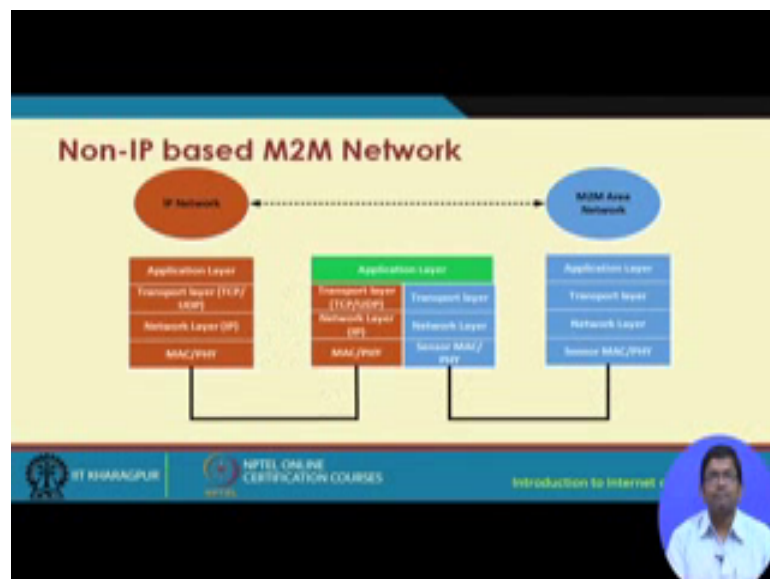 Non-IP based M2M Network
IP Network
M2M Area
Network
Application Layer
Transport layer (TCP/
UDP)
Network Layer (IP)
MAC/PHY
Application Layer
Transport layer
(TCP/UDP)
Network Layer
(IP)
MAC/PHY
Transport layer
Network Layer
Sensor MAC/
PHY
Application Layer
Transport layer
Network Layer
Sensor MAC/PHY
IIT KHARAGPUR
NPTEL ONLINE
CERTIFICATION COURSES
NPTEL
Introduction to Internet